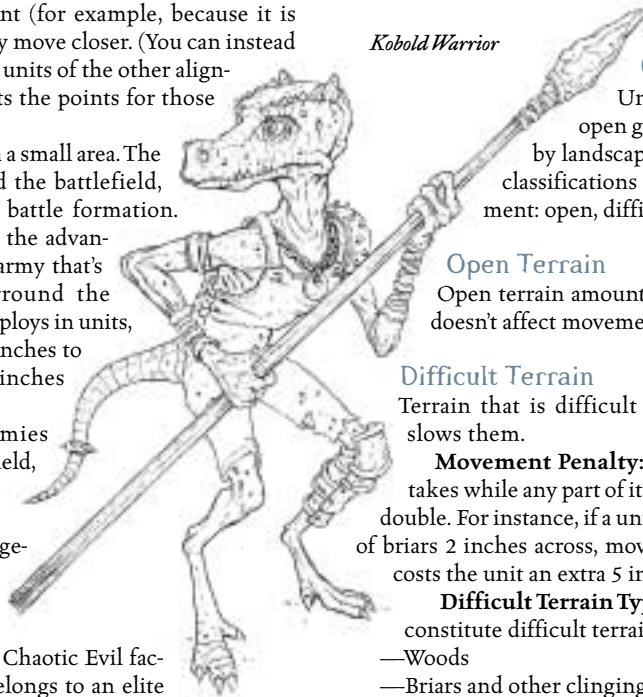 nt (for example, because it is
y move closer. (You can instead
units of the other align-
ts the points for those
a small area. The
d the battlefield,
battle formation.
the advan-
army that's
round the
ploys in units,
nches to
inches
mies
eld,
ge-
Chaotic Evil fac-
elongs to an elite
Kobold Warrior
Un
open g
by landscap
classifications
ment: open, diffi
Open Terrain
Open terrain amount
doesn't affect moveme
Difficult Terrain
Terrain that is difficult
slows them.
Movement Penalty:
takes while any part of it
double. For instance, if a uni
of briars 2 inches across, mov
costs the unit an extra 5 in
Difficult Terrain Typ
constitute difficult terrai
—Woods
—Briars and other clinging